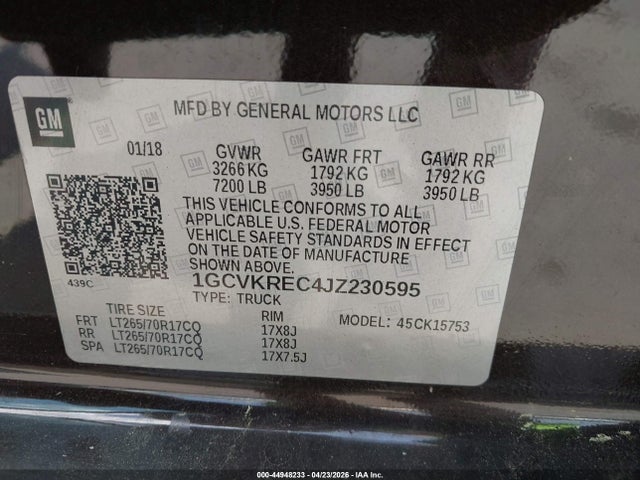 GM
MFD BY GENERAL MOTORS LLC
01/18
GVWR
3266 KG
7200 LB
GAWR FRT
1792 KG
3950 LB
GAWR RR
1792 KG
3950 LB
THIS VEHICLE CONFORMS TO ALL
APPLICABLE U.S. FEDERAL MOTOR
VEHICLE SAFETY STANDARDS IN EFFECT
ON THE DATE OF MANUFACTURE
SHOWN ABOVE.
439C
1GCVKREC4JZ230595
TYPE: TRUCK
TIRE SIZE
RIM
FRT LT265/70R17CQ 17X8J
RR LT265/70R17CQ 17X8J
SPA LT265/70R17CQ 17X7.5J
MODEL: 45CK15753
000-44948233 - 04/23/2026 - IAA Inc.